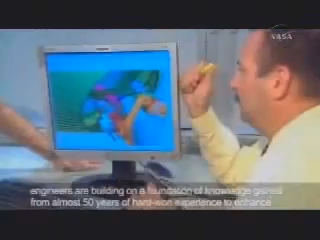 NASA
engineers are building on a foundation of knowledge gained
from almost 50 years of hard-won experience to enhance